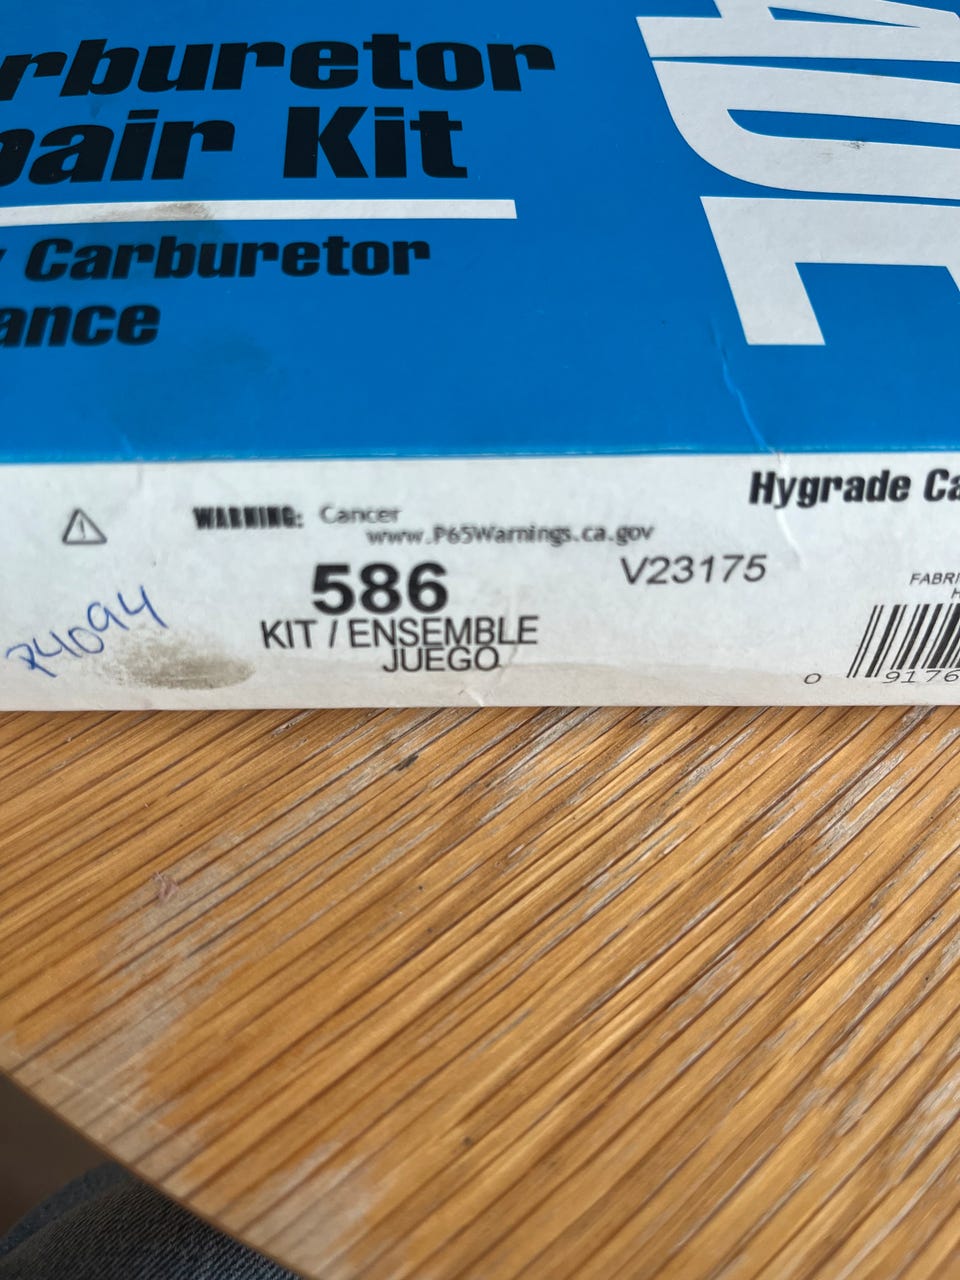 rburetor
pair Kit
Carburetor
ance
ADE
Hygrade Ca
WARNING: Cancer
www.P65Warnings.ca.gov
586
V23175
KIT / ENSEMBLE
JUEGO
FABRI
H
0 9176